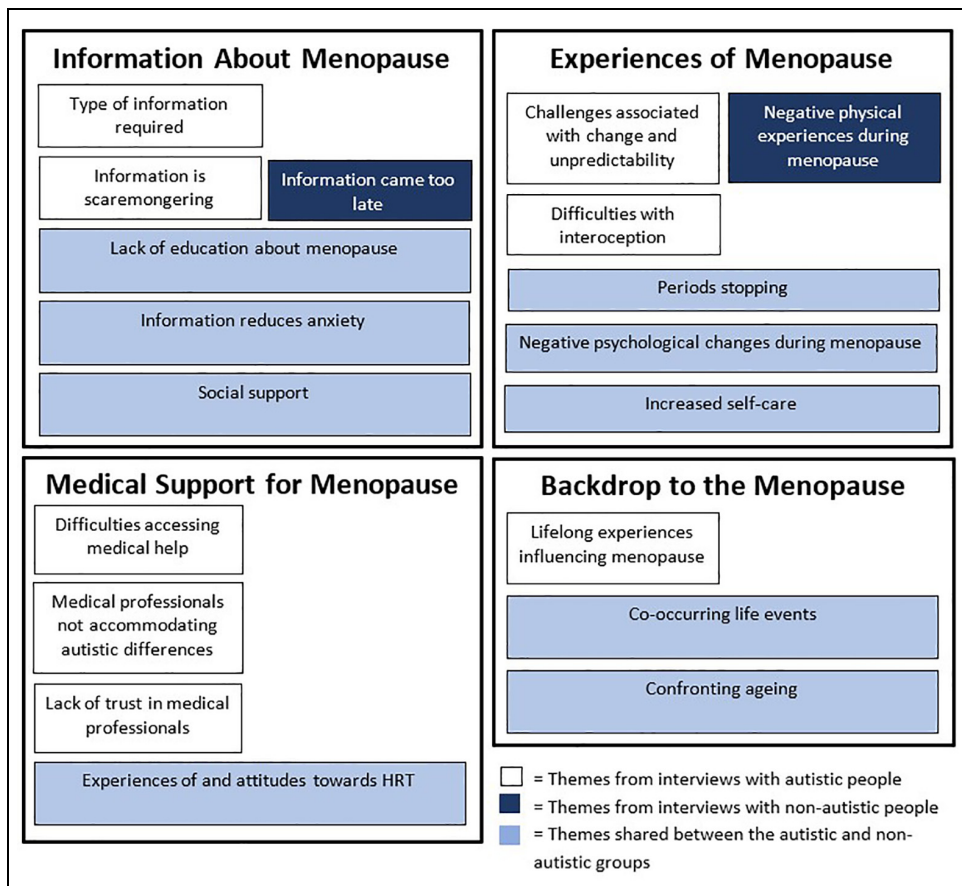 Information About Menopause
Type of information
required
Information is
scaremongering
Information came too
late
Lack of education about menopause
Information reduces anxiety
Social support
Experiences of Menopause
Challenges associated
with change and
unpredictability
Negative physical
experiences during
menopause
Difficulties with
interoception
Periods stopping
Negative psychological changes during menopause
Increased self-care
Medical Support for Menopause
Difficulties accessing
medical help
Medical professionals
not accommodating
autistic differences
Lack of trust in medical
professionals
Experiences of and attitudes towards HRT
Backdrop to the Menopause
Lifelong experiences
influencing menopause
Co-occurring life events
Confronting ageing
= Themes from interviews with autistic people
= Themes from interviews with non-autistic people
= Themes shared between the autistic and non-
autistic groups